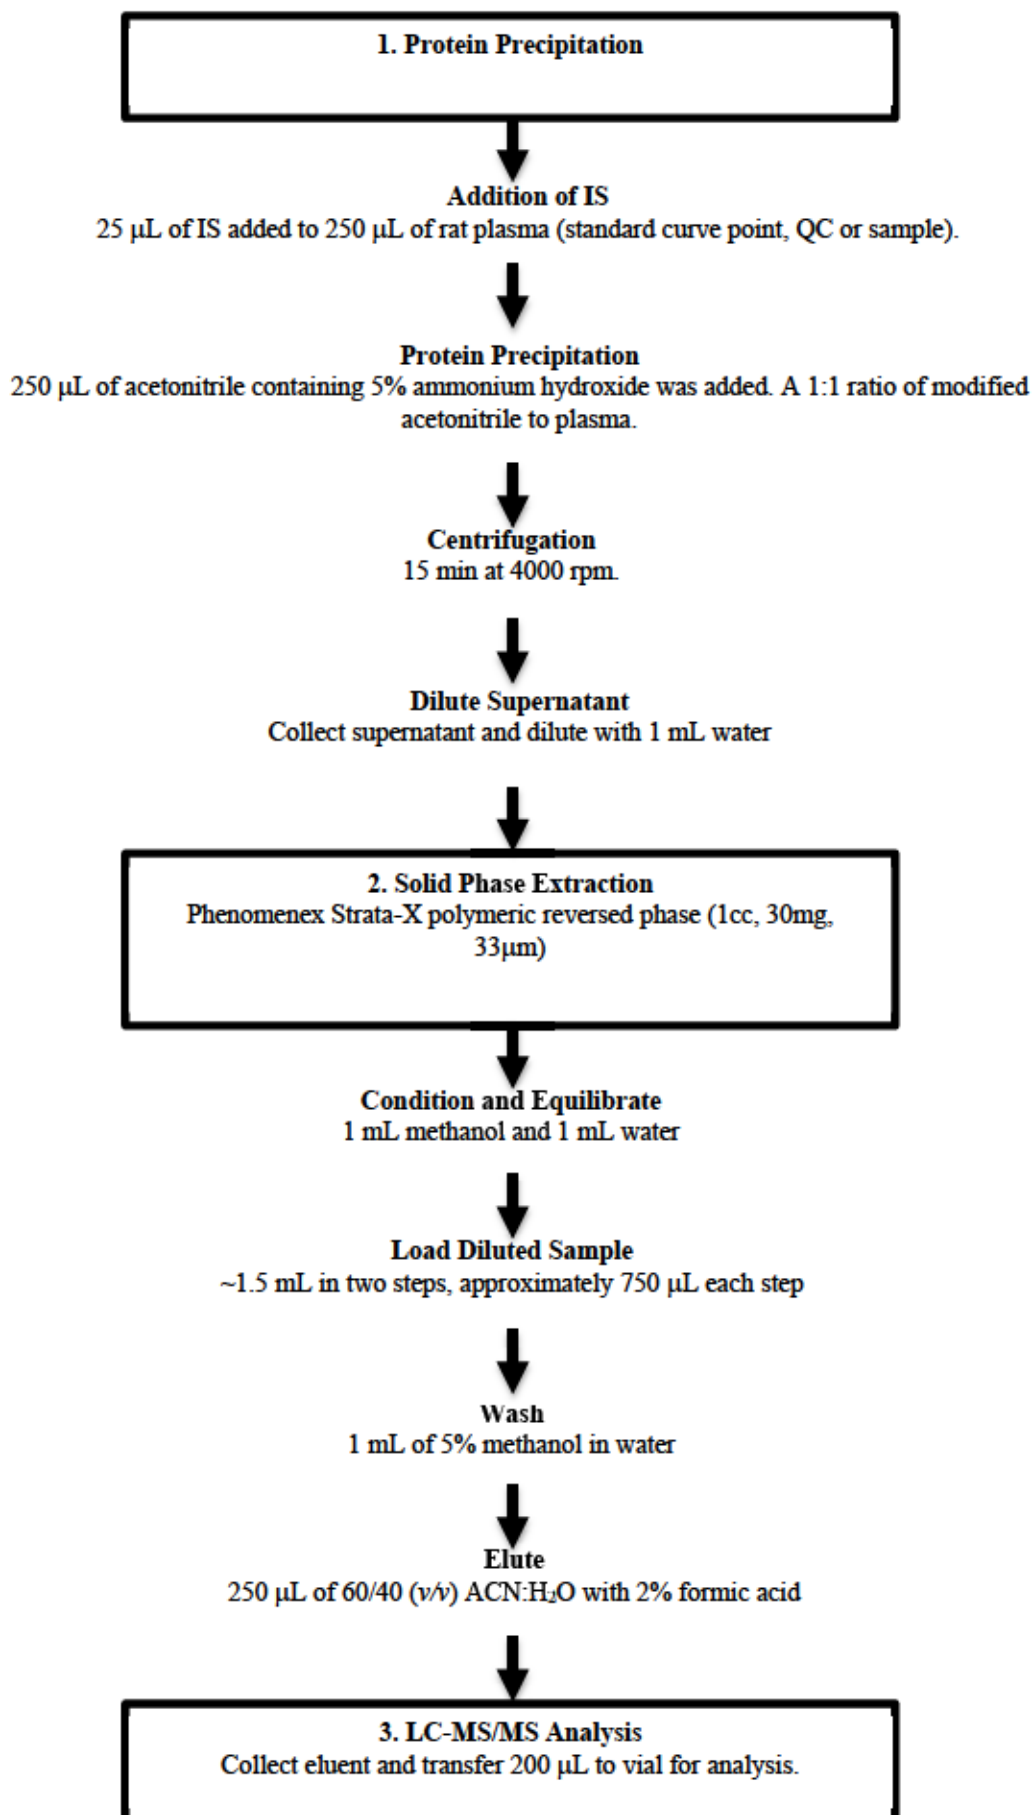 1. Protein Precipitation
Addition of IS
25 µL of IS added to 250 µL of rat plasma (standard curve point, QC or sample).
Protein Precipitation
250 µL of acetonitrile containing 5% ammonium hydroxide was added. A 1:1 ratio of modified
acetonitrile to plasma.
Centrifugation
15 min at 4000 rpm.
Dilute Supernatant
Collect supernatant and dilute with 1 mL water
2. Solid Phase Extraction
Phenomenex Strata-X polymeric reversed phase (1cc, 30mg,
33µm)
Condition and Equilibrate
1 mL methanol and 1 mL water
Load Diluted Sample
~1.5 mL in two steps, approximately 750 µL each step
Wash
1 mL of 5% methanol in water
Elute
250 µL of 60/40 (v/v) ACN:H₂O with 2% formic acid
3. LC-MS/MS Analysis
Collect eluent and transfer 200 µL to vial for analysis.